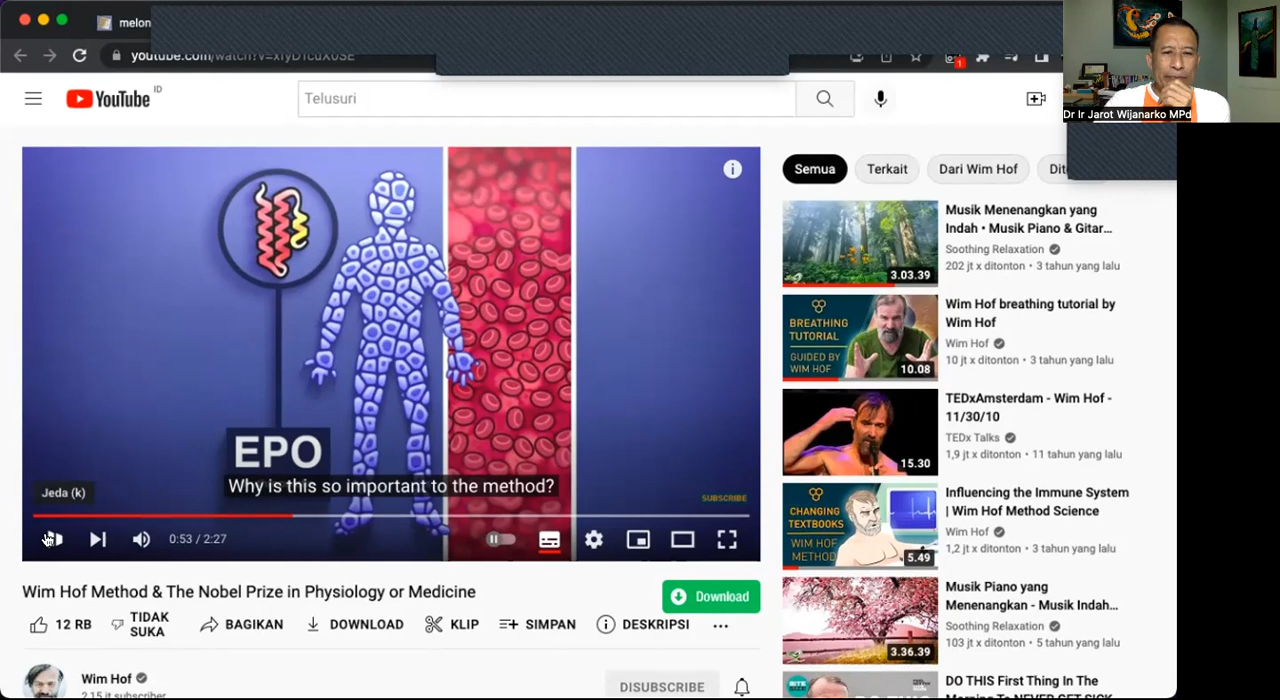 melon
YouTube ID
Telusuri
1
Dr Ir Jarot Wijanarko MPd
EPO
Why is this so important to the method?
Jeda (k)
SUBSCRIBE
0:53 / 2:27
Wim Hof Method & The Nobel Prize in Physiology or Medicine
Download
12 RB
TIDAK
SUKA
BAGIKAN
DOWNLOAD
KLIP
SIMPAN
DESKRIPSI
Wim Hof
2,15 jt subscriber
DISUBSCRIBE
Semua
Terkait
Dari Wim Hof
3.03.39
Musik Menenangkan yang
Indah • Musik Piano & Gitar...
Soothing Relaxation
202 jt x ditonton • 3 tahun yang lalu
BREATHING
TUTORIAL
GUIDED BY
WIM HOF
10.08
Wim Hof breathing tutorial by
Wim Hof
Wim Hof
10 jt x ditonton • 3 tahun yang lalu
15.30
TEDxAmsterdam - Wim Hof -
11/30/10
TEDx Talks
1,9 jt x ditonton • 11 tahun yang lalu
CHANGING
TEXTBOOKS
WIM HOF
METHOD
5.49
Influencing the Immune System
| Wim Hof Method Science
Wim Hof
1,2 jt x ditonton • 3 tahun yang lalu
3.36.39
Musik Piano yang
Menenangkan - Musik Indah...
Soothing Relaxation
103 jt x ditonton • 5 tahun yang lalu
DO THIS First Thing In The